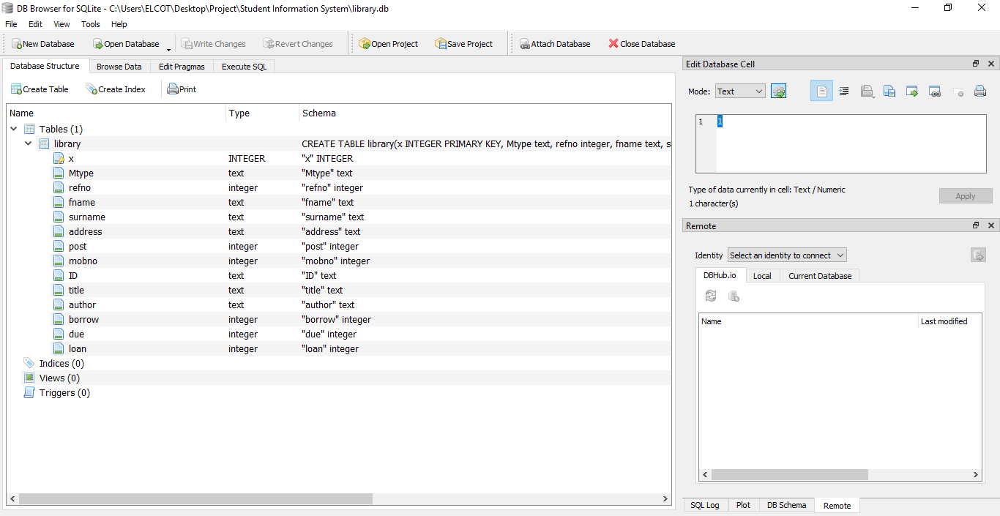 DB Browser for SQLite - C:\Users\ELCOT\Desktop\Project\Student Information System\library.db
File Edit View Tools Help
New Database Open Database Write Changes Revert Changes Open Project Save Project Attach Database Close Database
Database Structure Browse Data Edit Pragmas Execute SQL
Create Table Create Index Print
Name Type Schema
Tables (1)
library CREATE TABLE library(x INTEGER PRIMARY KEY, Mtype text, refno integer, fname text, s
x INTEGER "x" INTEGER
Mtype text "Mtype" text
refno integer "refno" integer
fname text "fname" text
surname text "surname" text
address text "address" text
post integer "post" integer
mobno integer "mobno" integer
ID text "ID" text
title text "title" text
author text "author" text
borrow integer "borrow" integer
due integer "due" integer
loan integer "loan" integer
Indices (0)
Views (0)
Triggers (0)
Edit Database Cell
Mode: Text
1 1
Type of data currently in cell: Text / Numeric
1 character(s)
Apply
Remote
Identity Select an identity to connect
DBHub.io Local Current Database
Name Last modified
SQL Log Plot DB Schema Remote